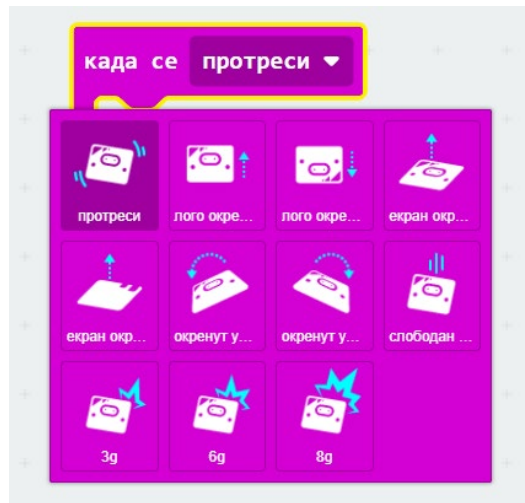 када се протреси
протреси лого окре... лого окре... екран окр...
екран окр... окренут у... окренут у... слободан ...
3g 6g 8g